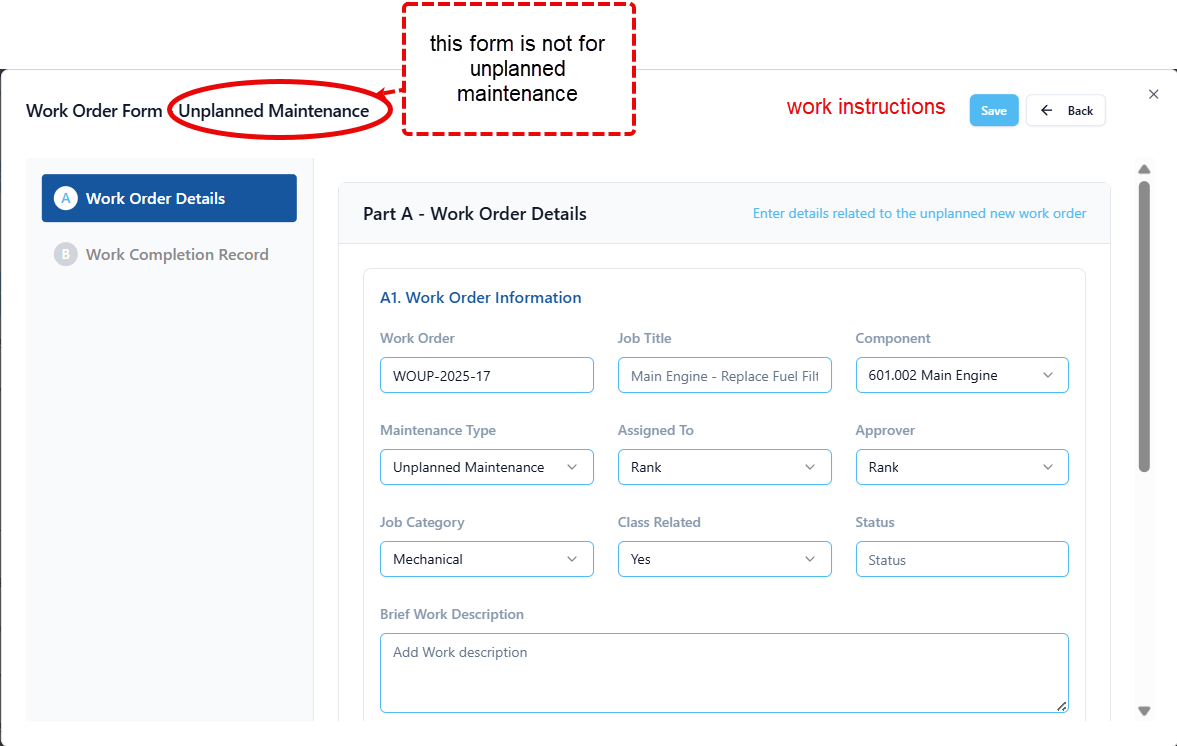 this form is not for
unplanned
maintenance
Work Order Form Unplanned Maintenance
work instructions
Save
Back
A Work Order Details
B Work Completion Record
Part A - Work Order Details
Enter details related to the unplanned new work order
A1. Work Order Information
Work Order Job Title Component
WOUP-2025-17 Main Engine - Replace Fuel Filt 601.002 Main Engine
Maintenance Type Assigned To Approver
Unplanned Maintenance Rank Rank
Job Category Class Related Status
Mechanical Yes Status
Brief Work Description
Add Work description